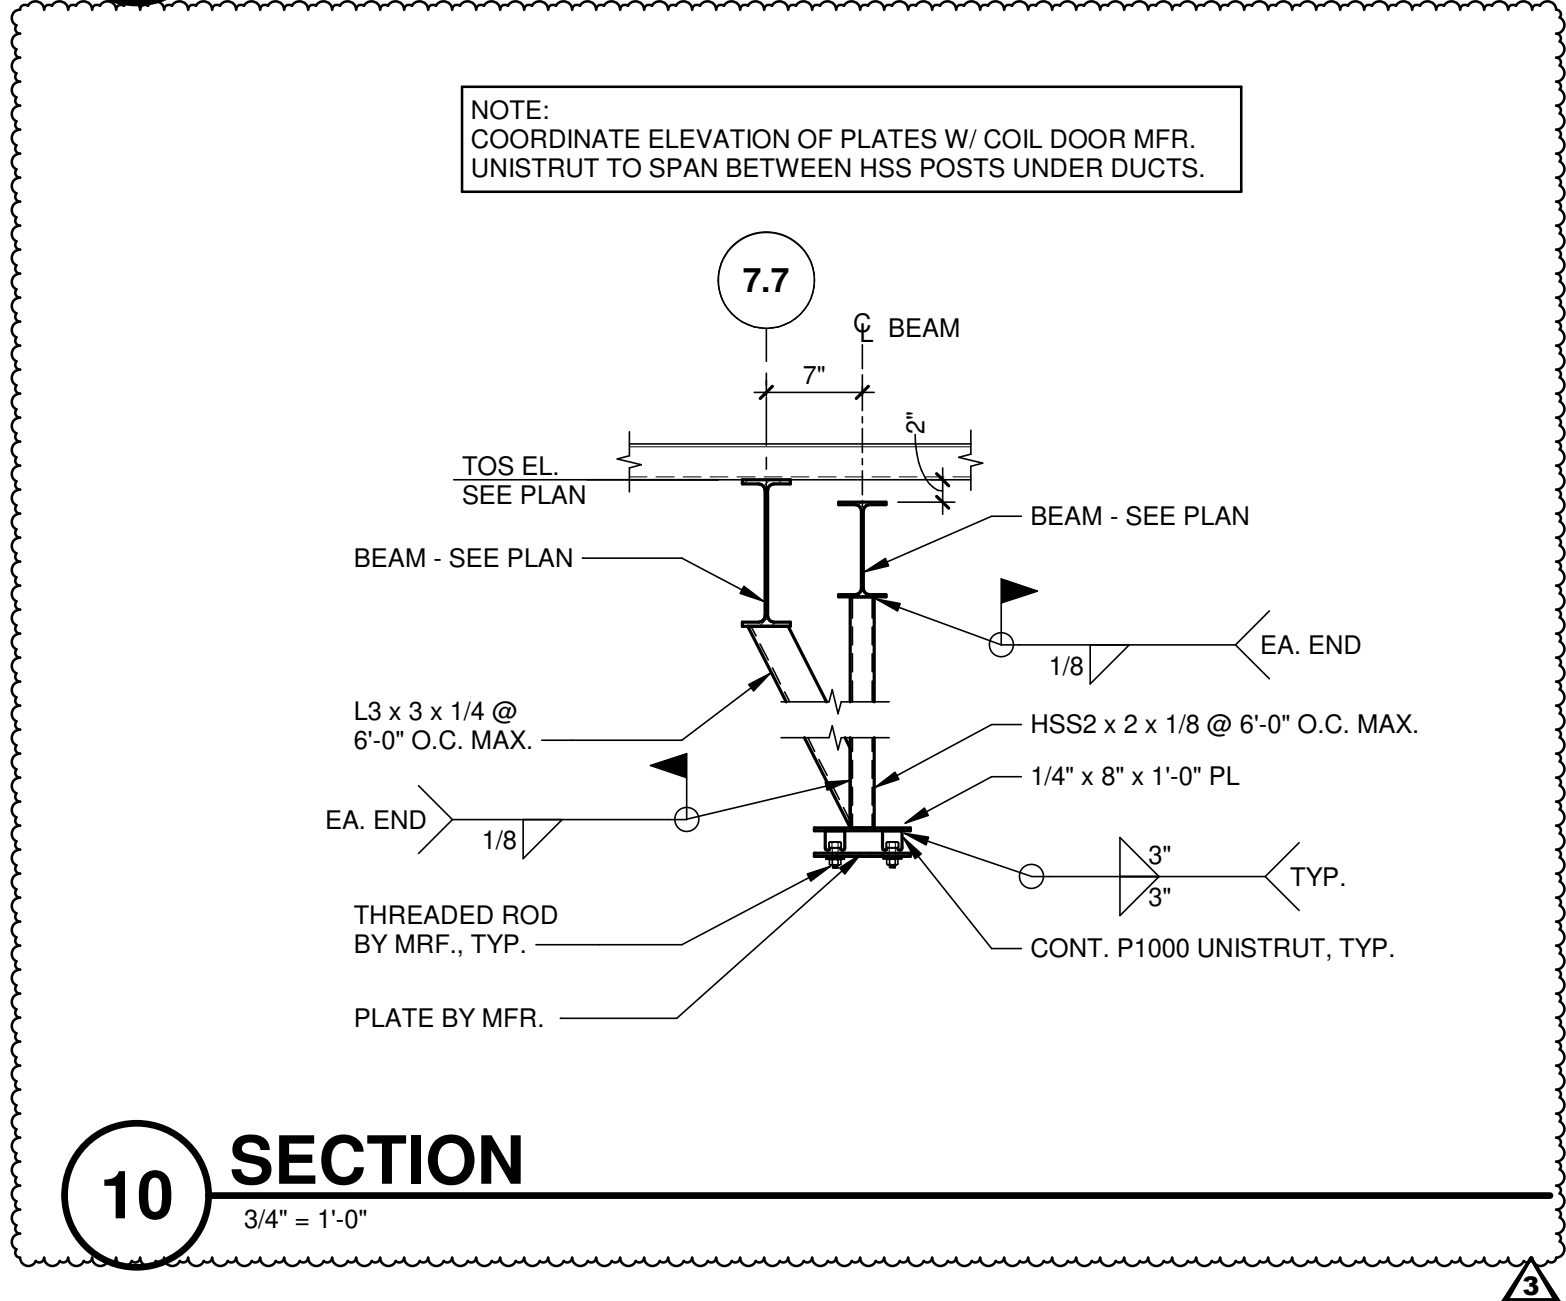 NOTE:
COORDINATE ELEVATION OF PLATES W/ COIL DOOR MFR.
UNISTRUT TO SPAN BETWEEN HSS POSTS UNDER DUCTS.
7.7
℄ BEAM
7"
2"
TOS EL.
SEE PLAN
BEAM - SEE PLAN
BEAM - SEE PLAN
1/8
EA. END
L3 x 3 x 1/4 @
6'-0" O.C. MAX.
HSS2 x 2 x 1/8 @ 6'-0" O.C. MAX.
1/4" x 8" x 1'-0" PL
EA. END
1/8
3"
3"
TYP.
THREADED ROD
BY MRF., TYP.
CONT. P1000 UNISTRUT, TYP.
PLATE BY MFR.
10
SECTION
3/4" = 1'-0"
3